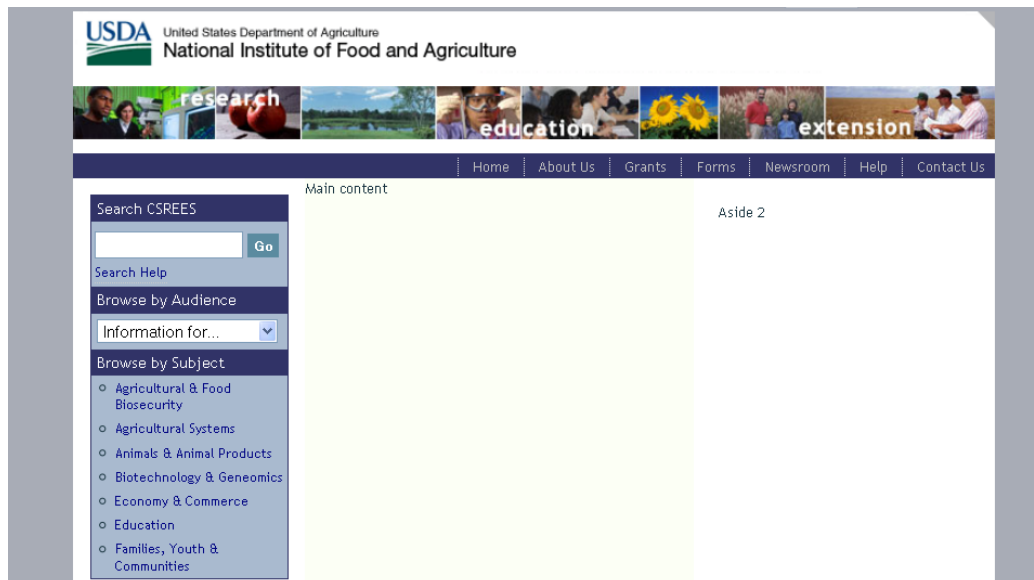 USDA
United States Department of Agriculture
National Institute of Food and Agriculture
research
education
extension
Home
About Us
Grants
Forms
Newsroom
Help
Contact Us
Search CSREES
Go
Search Help
Browse by Audience
Information for...
Browse by Subject
Agricultural & Food
Biosecurity
Agricultural Systems
Animals & Animal Products
Biotechnology & Geneomics
Economy & Commerce
Education
Families, Youth &
Communities
Main content
Aside 2